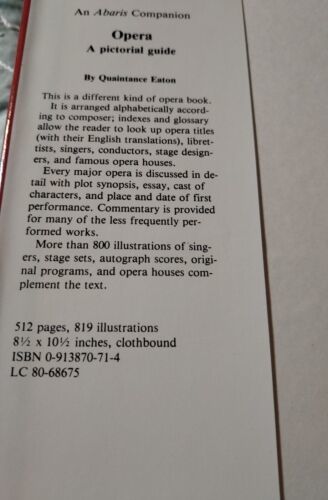 An Abaris Companion
Opera
A pictorial guide
By Quaintance Eaton
This is a different kind of opera book.
It is arranged alphabetically accord-
ing to composer; indexes and glossary
allow the reader to look up opera titles
(with their English translations), libret-
tists, singers, conductors, stage design-
ers, and famous opera houses.
Every major opera is discussed in de-
tail with plot synopsis, essay, cast of
characters, and place and date of first
performance. Commentary is provided
for many of the less frequently per-
formed works.
More than 800 illustrations of sing-
ers, stage sets, autograph scores, origi-
nal programs, and opera houses com-
plement the text.
512 pages, 819 illustrations
8½ x 10½ inches, clothbound
ISBN 0-913870-71-4
LC 80-68675